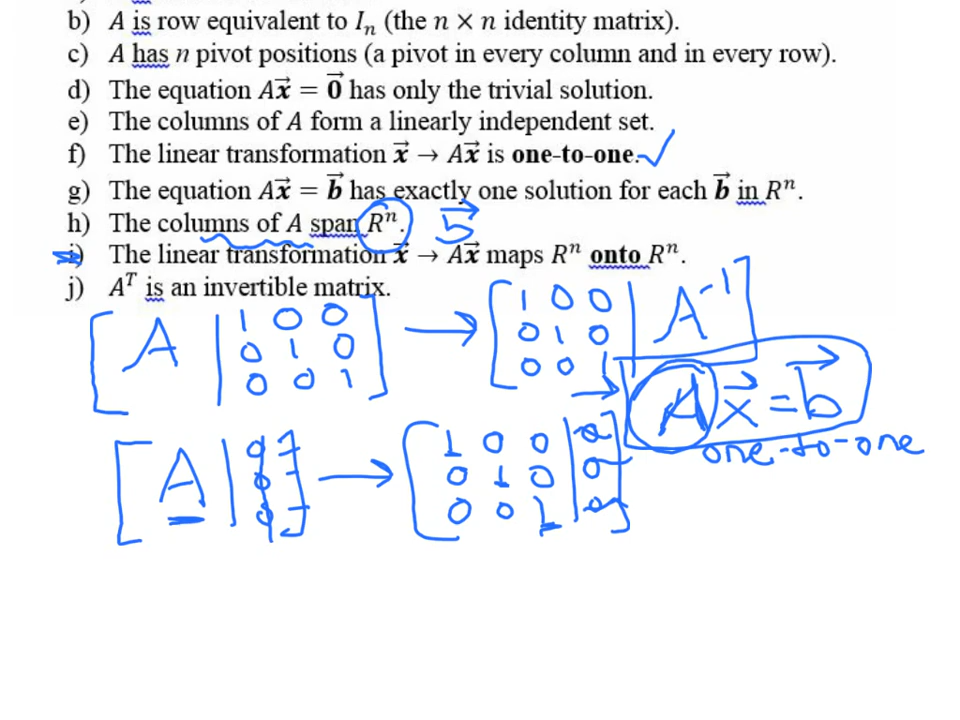 b) A is row equivalent to Iₙ (the n × n identity matrix).
c) A has n pivot positions (a pivot in every column and in every row).
d) The equation Ax⃗ = 0⃗ has only the trivial solution.
e) The columns of A form a linearly independent set.
f) The linear transformation x⃗ → Ax⃗ is one-to-one. ✓
g) The equation Ax⃗ = b⃗ has exactly one solution for each b⃗ in Rⁿ.
h) The columns of A span Rⁿ. b⃗
i) The linear transformation x⃗ → Ax⃗ maps Rⁿ onto Rⁿ.
j) Aᵀ is an invertible matrix.
[ A | 1 0 0 ; 0 1 0 ; 0 0 1 ] → [ 1 0 0 ; 0 1 0 ; 0 0 1 | A⁻¹ ]
Ax⃗ = b⃗
one-to-one
[ A | ] → [ 1 0 0 ; 0 1 0 ; 0 0 1 | ]